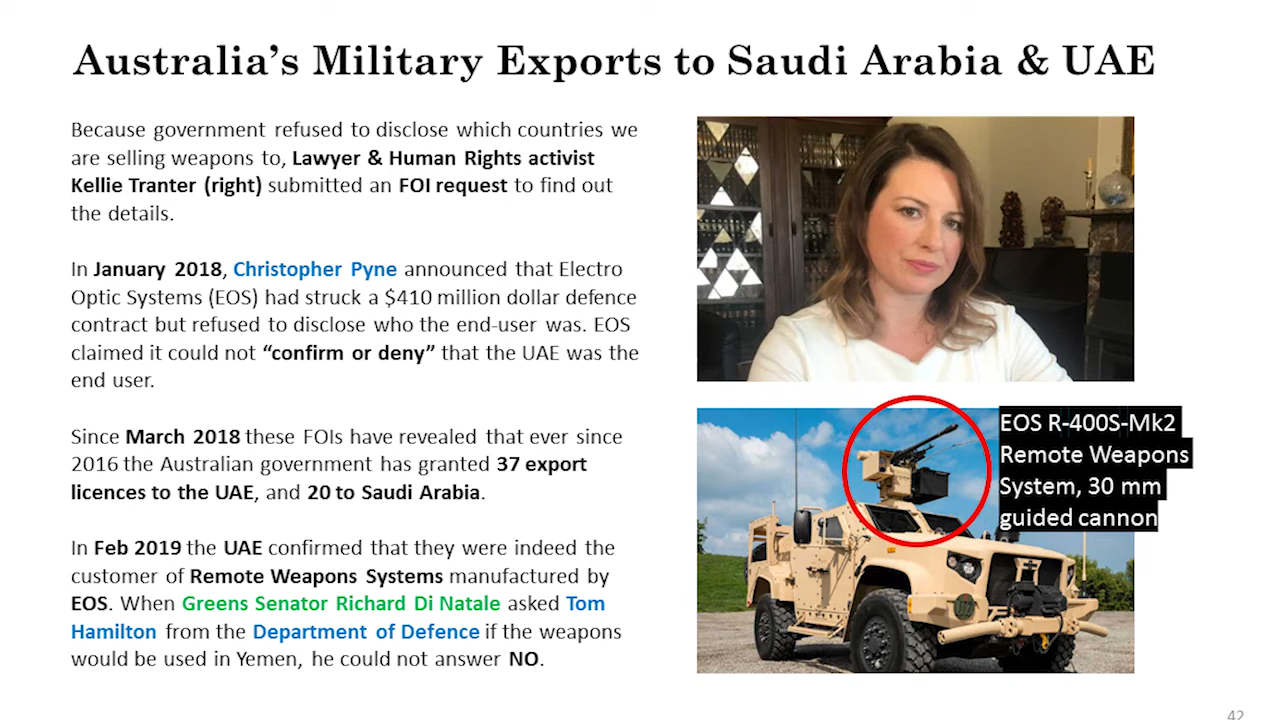 Australia’s Military Exports to Saudi Arabia & UAE
Because government refused to disclose which countries we
are selling weapons to, Lawyer & Human Rights activist
Kellie Tranter (right) submitted an FOI request to find out
the details.
In January 2018, Christopher Pyne announced that Electro
Optic Systems (EOS) had struck a $410 million dollar defence
contract but refused to disclose who the end-user was. EOS
claimed it could not “confirm or deny” that the UAE was the
end user.
Since March 2018 these FOIs have revealed that ever since
2016 the Australian government has granted 37 export
licences to the UAE, and 20 to Saudi Arabia.
In Feb 2019 the UAE confirmed that they were indeed the
customer of Remote Weapons Systems manufactured by
EOS. When Greens Senator Richard Di Natale asked Tom
Hamilton from the Department of Defence if the weapons
would be used in Yemen, he could not answer NO.
EOS R-400S-Mk2
Remote Weapons
System, 30 mm
guided cannon
42